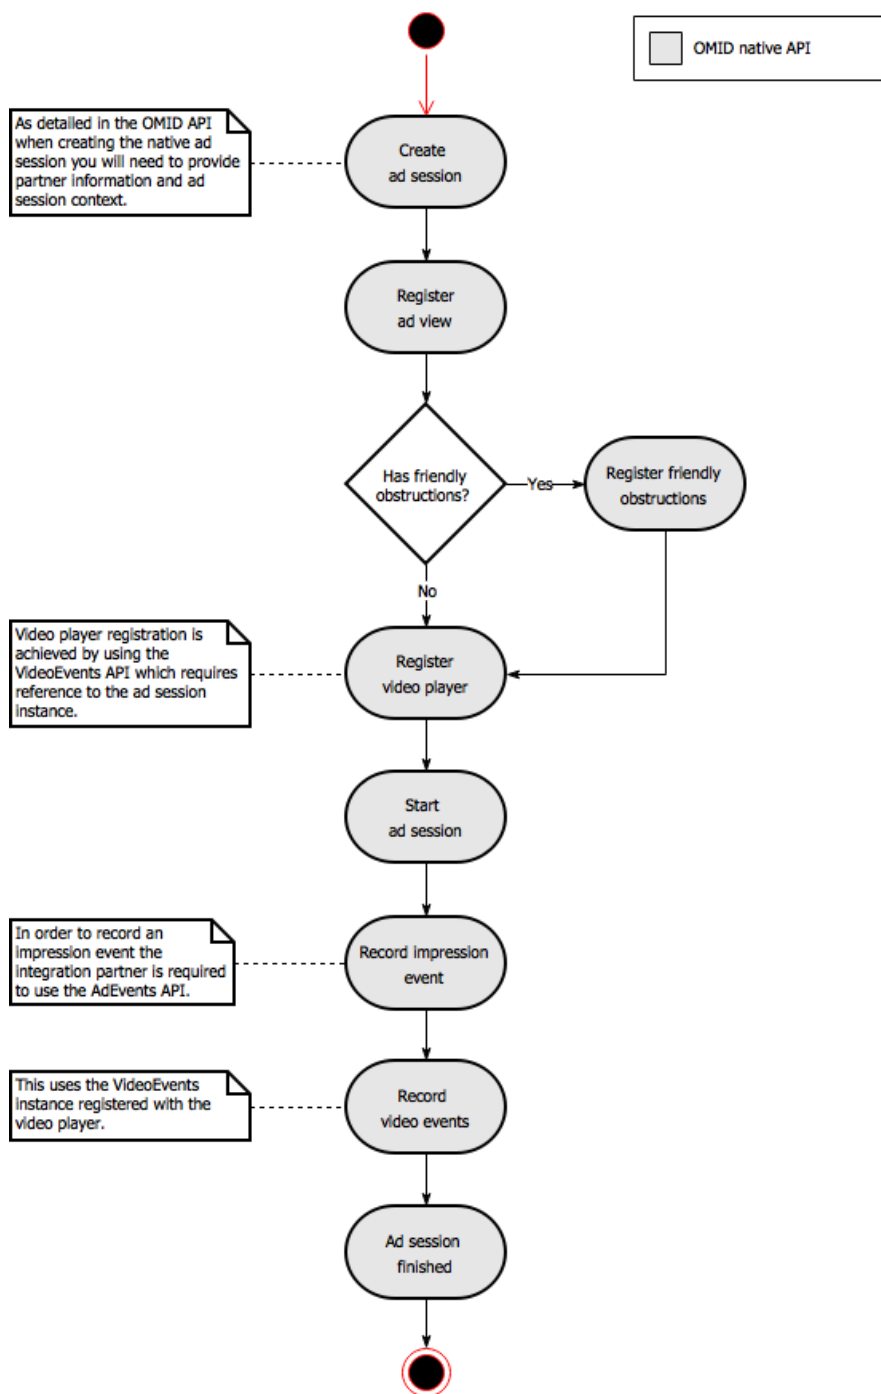 OMID native API
As detailed in the OMID API
when creating the native ad
session you will need to provide
partner information and ad
session context.
Create
ad session
Register
ad view
Has friendly
obstructions?
Yes
Register friendly
obstructions
No
Video player registration is
achieved by using the
VideoEvents API which requires
reference to the ad session
instance.
Register
video player
Start
ad session
In order to record an
impression event the
integration partner is required
to use the AdEvents API.
Record impression
event
This uses the VideoEvents
instance registered with the
video player.
Record
video events
Ad session
finished